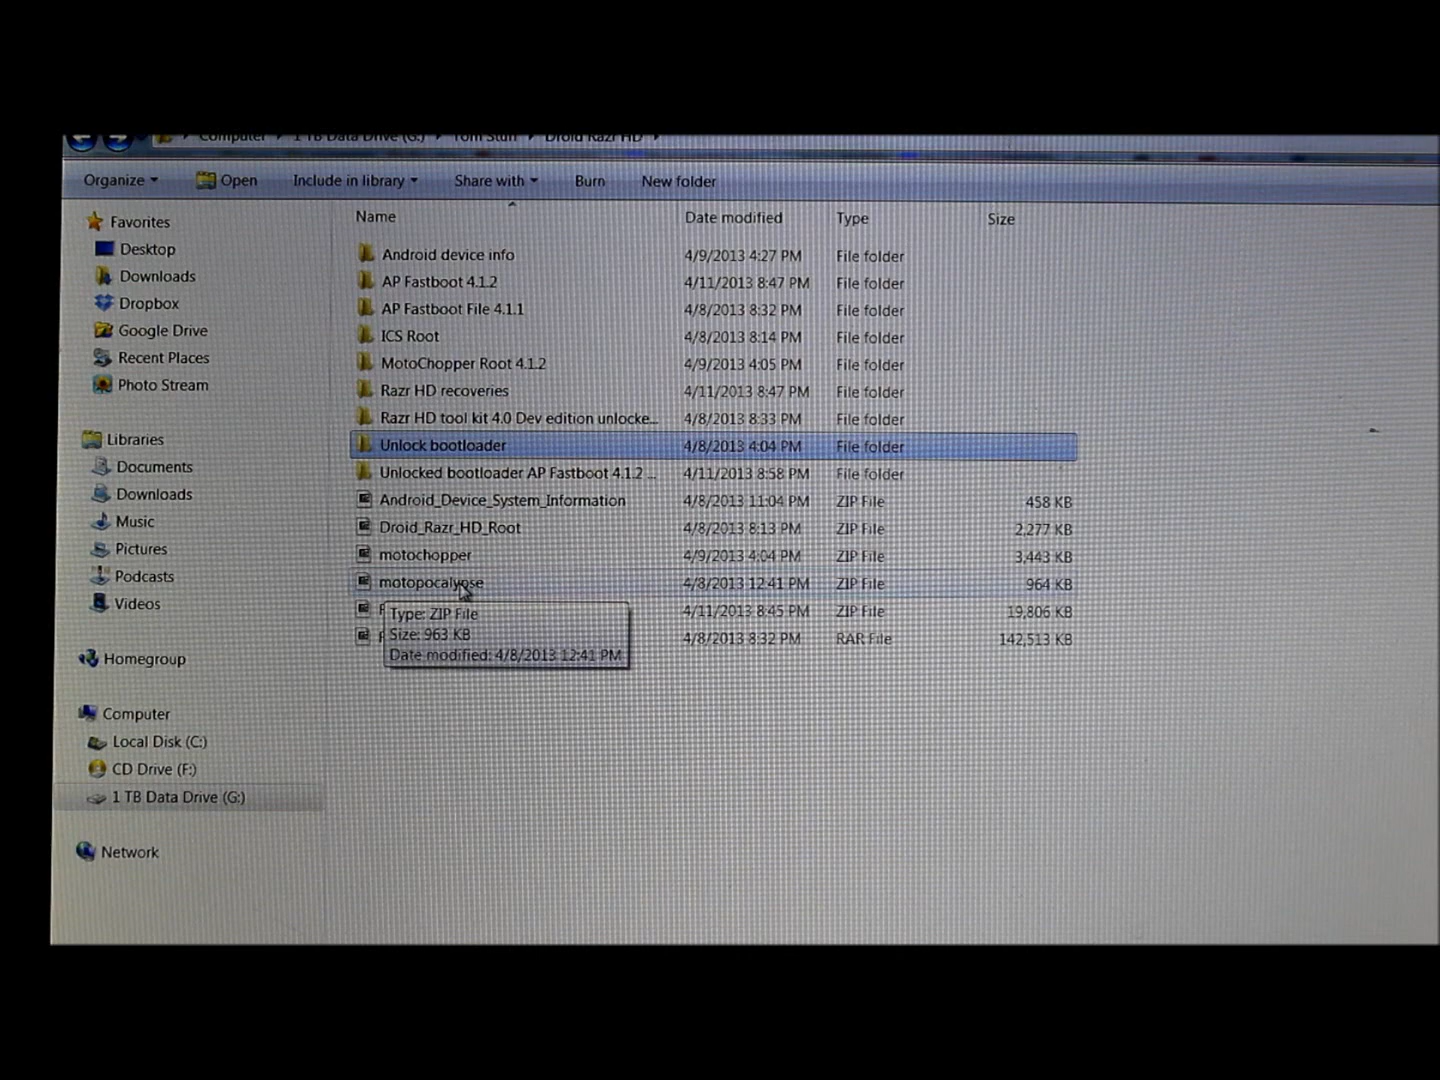 Computer 1 TB Data Drive (G:) Tom Stuff Droid Razr HD
Organize Open Include in library Share with Burn New folder
Name Date modified Type Size
Favorites
Desktop
Downloads
Dropbox
Google Drive
Recent Places
Photo Stream
Libraries
Documents
Downloads
Music
Pictures
Podcasts
Videos
Homegroup
Computer
Local Disk (C:)
CD Drive (F:)
1 TB Data Drive (G:)
Network
Android device info 4/9/2013 4:27 PM File folder
AP Fastboot 4.1.2 4/11/2013 8:47 PM File folder
AP Fastboot File 4.1.1 4/8/2013 8:32 PM File folder
ICS Root 4/8/2013 8:14 PM File folder
MotoChopper Root 4.1.2 4/9/2013 4:05 PM File folder
Razr HD recoveries 4/11/2013 8:47 PM File folder
Razr HD tool kit 4.0 Dev edition unlocke... 4/8/2013 8:33 PM File folder
Unlock bootloader 4/8/2013 4:04 PM File folder
Unlocked bootloader AP Fastboot 4.1.2 ... 4/11/2013 8:58 PM File folder
Android_Device_System_Information 4/8/2013 11:04 PM ZIP File 458 KB
Droid_Razr_HD_Root 4/8/2013 8:13 PM ZIP File 2,277 KB
motochopper 4/9/2013 4:04 PM ZIP File 3,443 KB
motopocalypse 4/8/2013 12:41 PM ZIP File 964 KB
4/11/2013 8:45 PM ZIP File 19,806 KB
4/8/2013 8:32 PM RAR File 142,513 KB
Type: ZIP File
Size: 963 KB
Date modified: 4/8/2013 12:41 PM